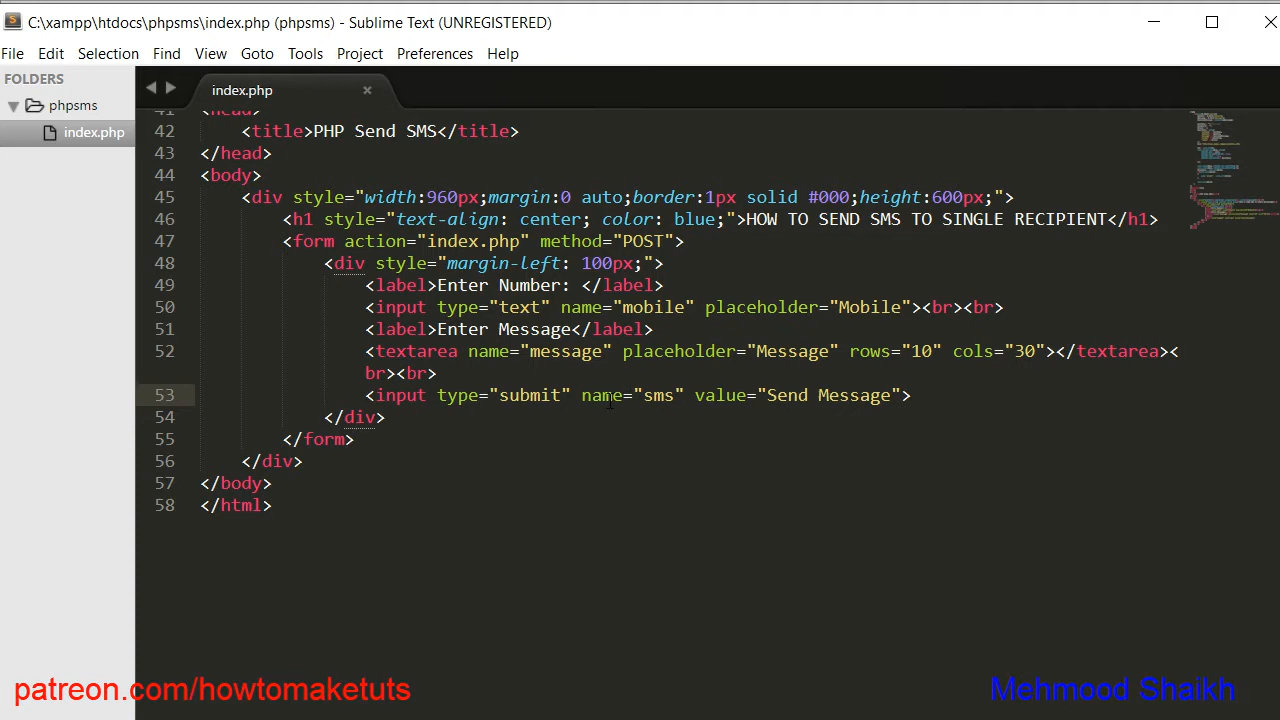 C:\xampp\htdocs\phpsms\index.php (phpsms) - Sublime Text (UNREGISTERED)
File Edit Selection Find View Goto Tools Project Preferences Help
FOLDERS
phpsms
index.php
index.php
41 <head>
42 <title>PHP Send SMS</title>
43 </head>
44 <body>
45 <div style="width:960px;margin:0 auto;border:1px solid #000;height:600px;">
46 <h1 style="text-align: center; color: blue;">HOW TO SEND SMS TO SINGLE RECIPIENT</h1>
47 <form action="index.php" method="POST">
48 <div style="margin-left: 100px;">
49 <label>Enter Number: </label>
50 <input type="text" name="mobile" placeholder="Mobile"><br><br>
51 <label>Enter Message</label>
52 <textarea name="message" placeholder="Message" rows="10" cols="30"></textarea><
br><br>
53 <input type="submit" name="sms" value="Send Message">
54 </div>
55 </form>
56 </div>
57 </body>
58 </html>
patreon.com/howtomaketuts
Mehmood Shaikh